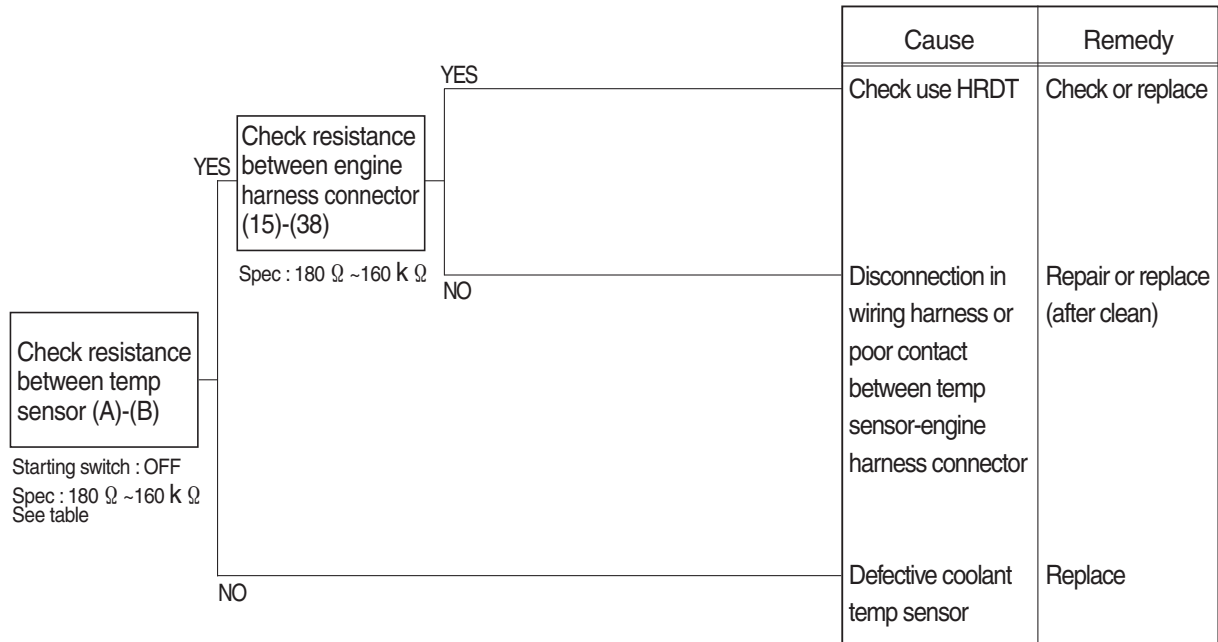 Cause
Remedy
YES
Check use HRDT
Check or replace
Check resistance
between engine
harness connector
(15)-(38)
YES
Spec : 180 Ω ~160 k Ω
NO
Disconnection in
wiring harness or
poor contact
between temp
sensor-engine
harness connector
Repair or replace
(after clean)
Check resistance
between temp
sensor (A)-(B)
Starting switch : OFF
Spec : 180 Ω ~160 k Ω
See table
NO
Defective coolant
temp sensor
Replace